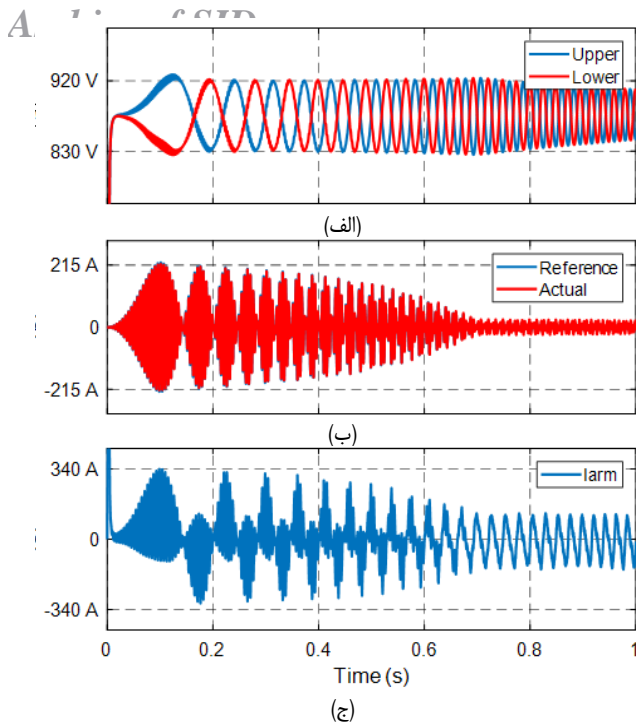 Upper
Lower
920 V
830 V
(الف)
215 A
0
-215 A
Reference
Actual
(ب)
340 A
0
-340 A
Iarm
0 0.2 0.4 0.6 0.8 1
Time (s)
(ج)